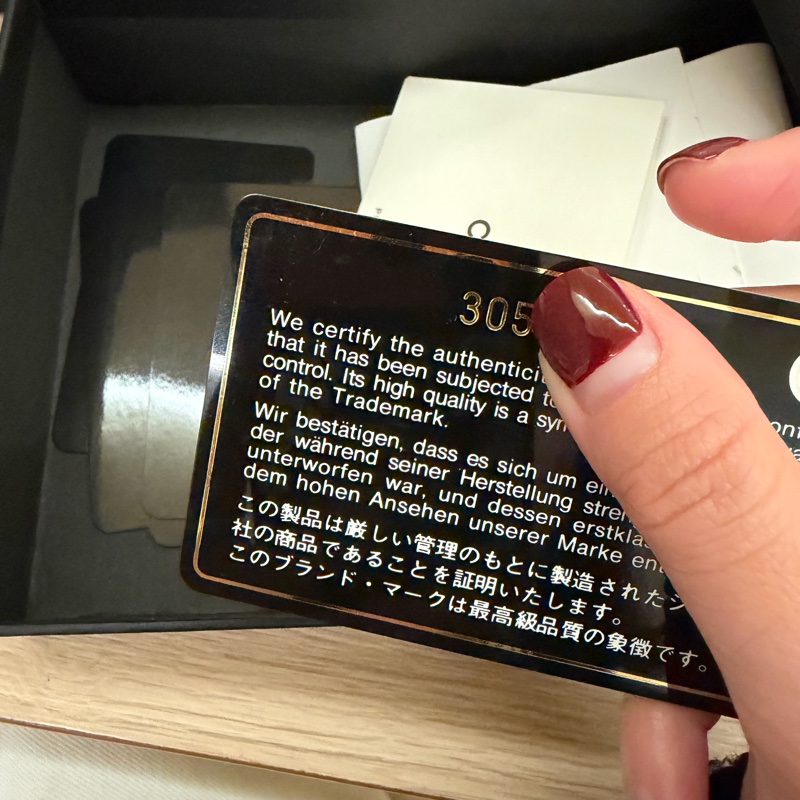 305
We certify the authentici
that it has been subjected to
control. Its high quality is a sym
of the Trademark.
Wir bestätigen, dass es sich um ein
der während seiner Herstellung stren
unterworfen war, und dessen erstkla
dem hohen Ansehen unserer Marke ent
この製品は厳しい管理のもとに製造されたシ
社の商品であることを証明いたします。
このブランド・マークは最高級品質の象徴です。